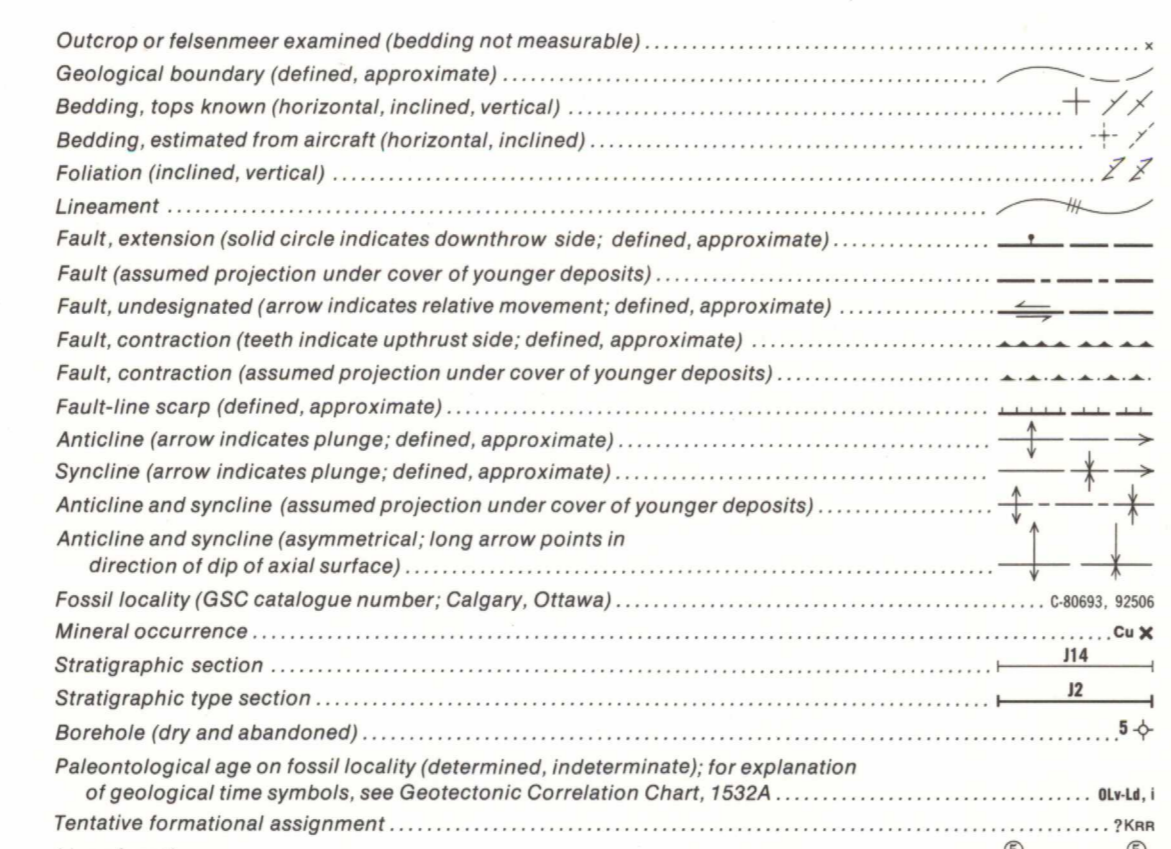 Outcrop or felsenmeer examined (bedding not measurable) x
Geological boundary (defined, approximate)
Bedding, tops known (horizontal, inclined, vertical)
Bedding, estimated from aircraft (horizontal, inclined)
Foliation (inclined, vertical)
Lineament
Fault, extension (solid circle indicates downthrow side; defined, approximate)
Fault (assumed projection under cover of younger deposits)
Fault, undesignated (arrow indicates relative movement; defined, approximate)
Fault, contraction (teeth indicate upthrust side; defined, approximate)
Fault, contraction (assumed projection under cover of younger deposits)
Fault-line scarp (defined, approximate)
Anticline (arrow indicates plunge; defined, approximate)
Syncline (arrow indicates plunge; defined, approximate)
Anticline and syncline (assumed projection under cover of younger deposits)
Anticline and syncline (asymmetrical; long arrow points in
direction of dip of axial surface)
Fossil locality (GSC catalogue number; Calgary, Ottawa) C-80693, 92506
Mineral occurrence Cu X
Stratigraphic section J14
Stratigraphic type section J2
Borehole (dry and abandoned) 5
Paleontological age on fossil locality (determined, indeterminate); for explanation
of geological time symbols, see Geotectonic Correlation Chart, 1532A OLv-Ld, i
Tentative formational assignment ?KRR